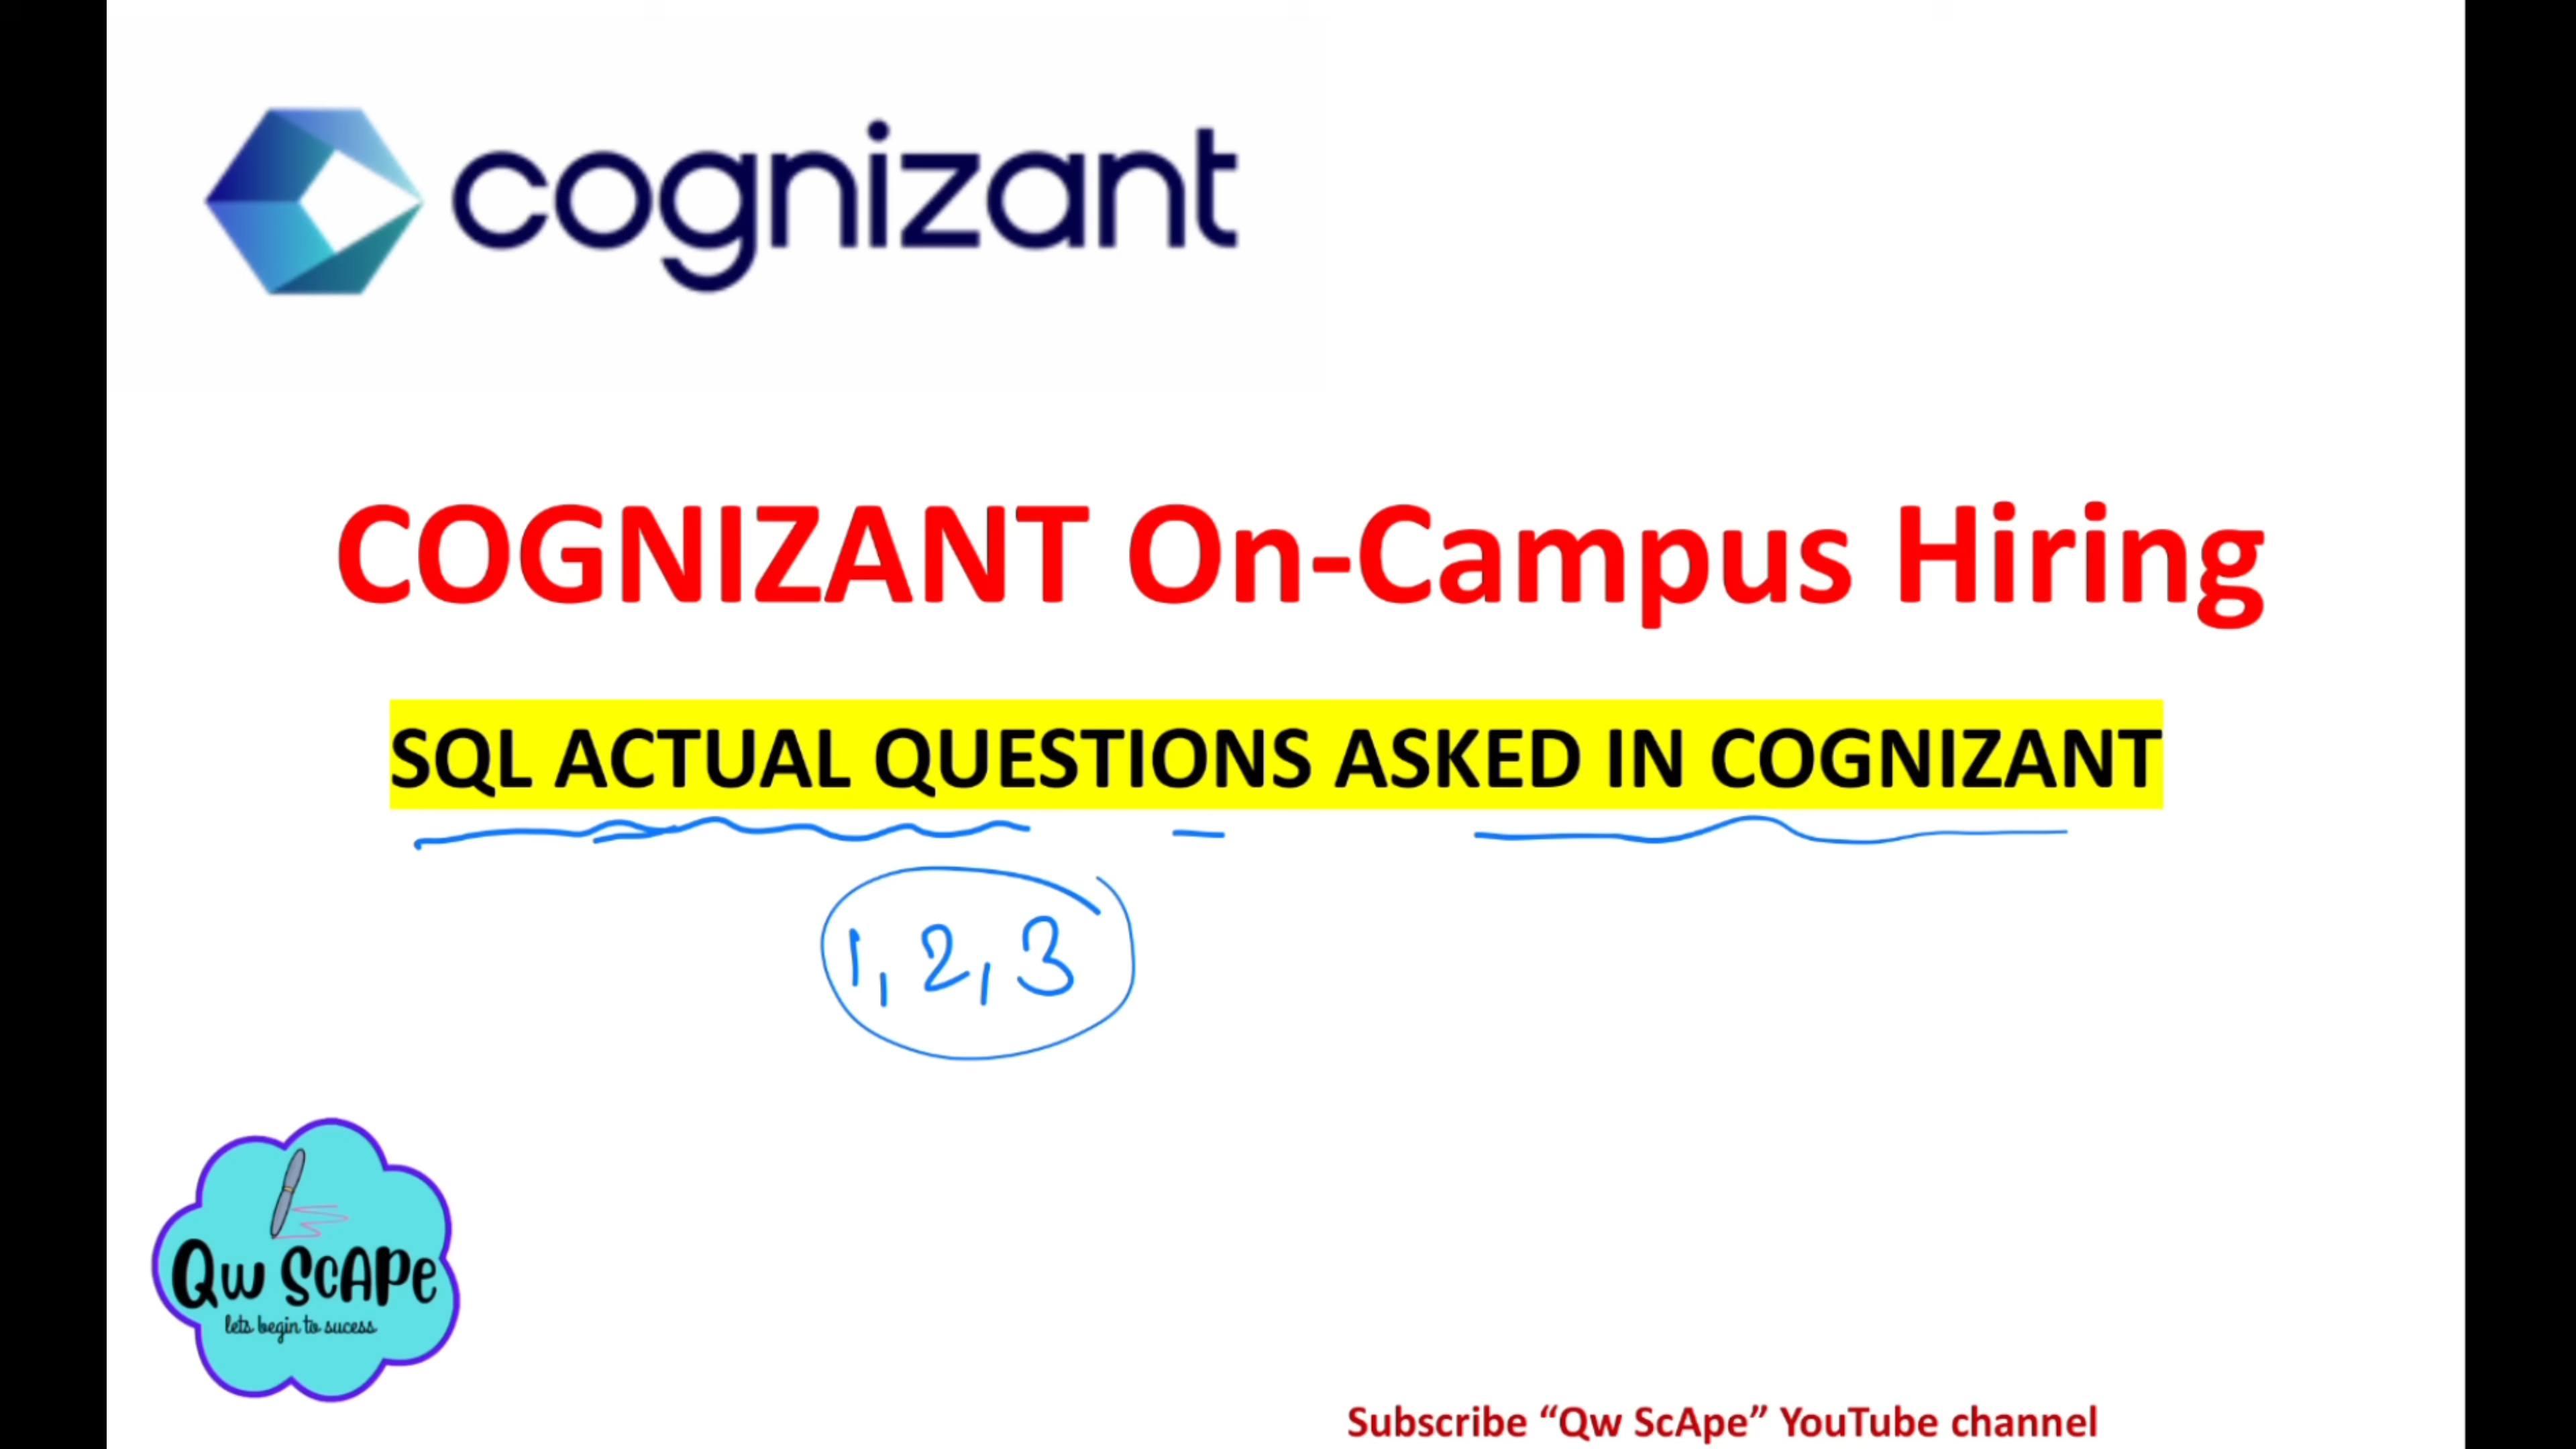 cognizant
COGNIZANT On-Campus Hiring
SQL ACTUAL QUESTIONS ASKED IN COGNIZANT
1, 2, 3
Qw ScAPe
lets begin to sucess
Subscribe “Qw ScApe” YouTube channel